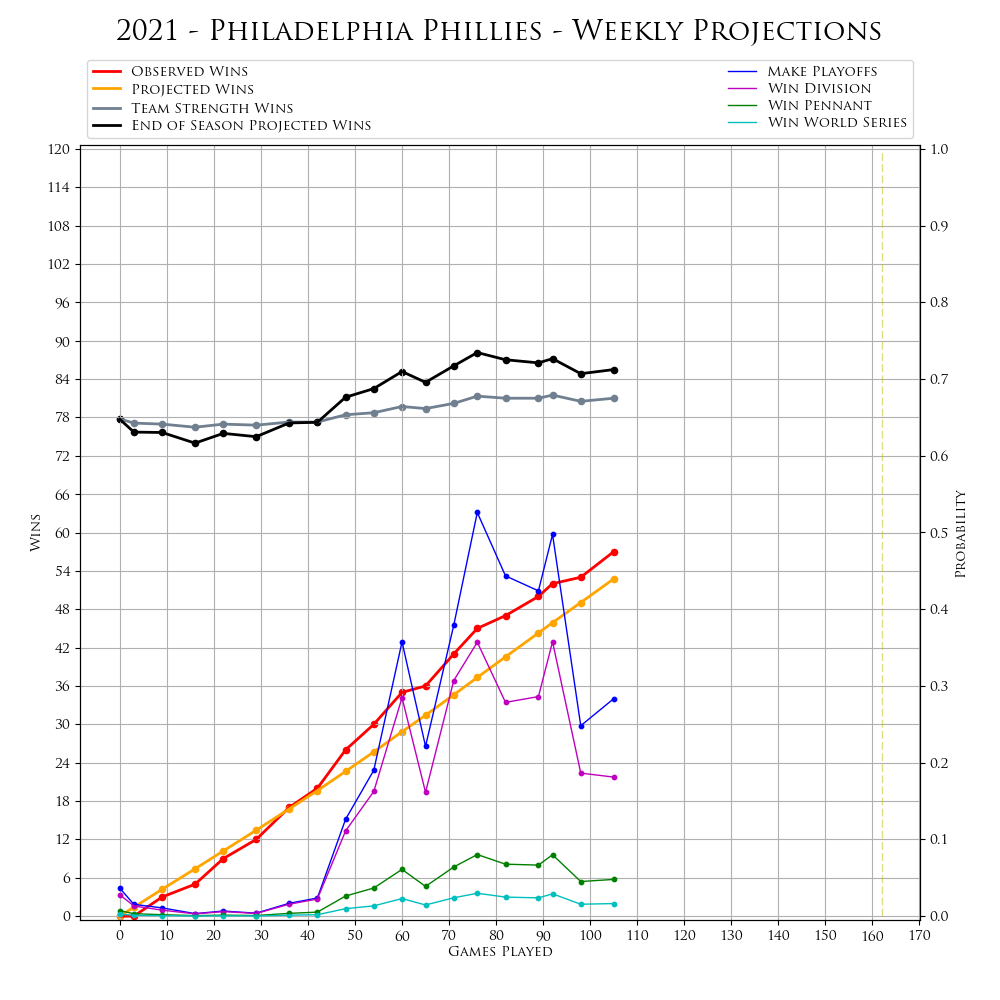 2021 - Philadelphia Phillies - Weekly Projections
Observed Wins
Projected Wins
Team Strength Wins
End of Season Projected Wins
Make Playoffs
Win Division
Win Pennant
Win World Series
120
114
108
102
96
90
84
78
72
66
60
54
48
42
36
30
24
18
12
6
0
Wins
1.0
0.9
0.8
0.7
0.6
0.5
0.4
0.3
0.2
0.1
0.0
Probability
0 10 20 30 40 50 60 70 80 90 100 110 120 130 140 150 160 170
Games Played